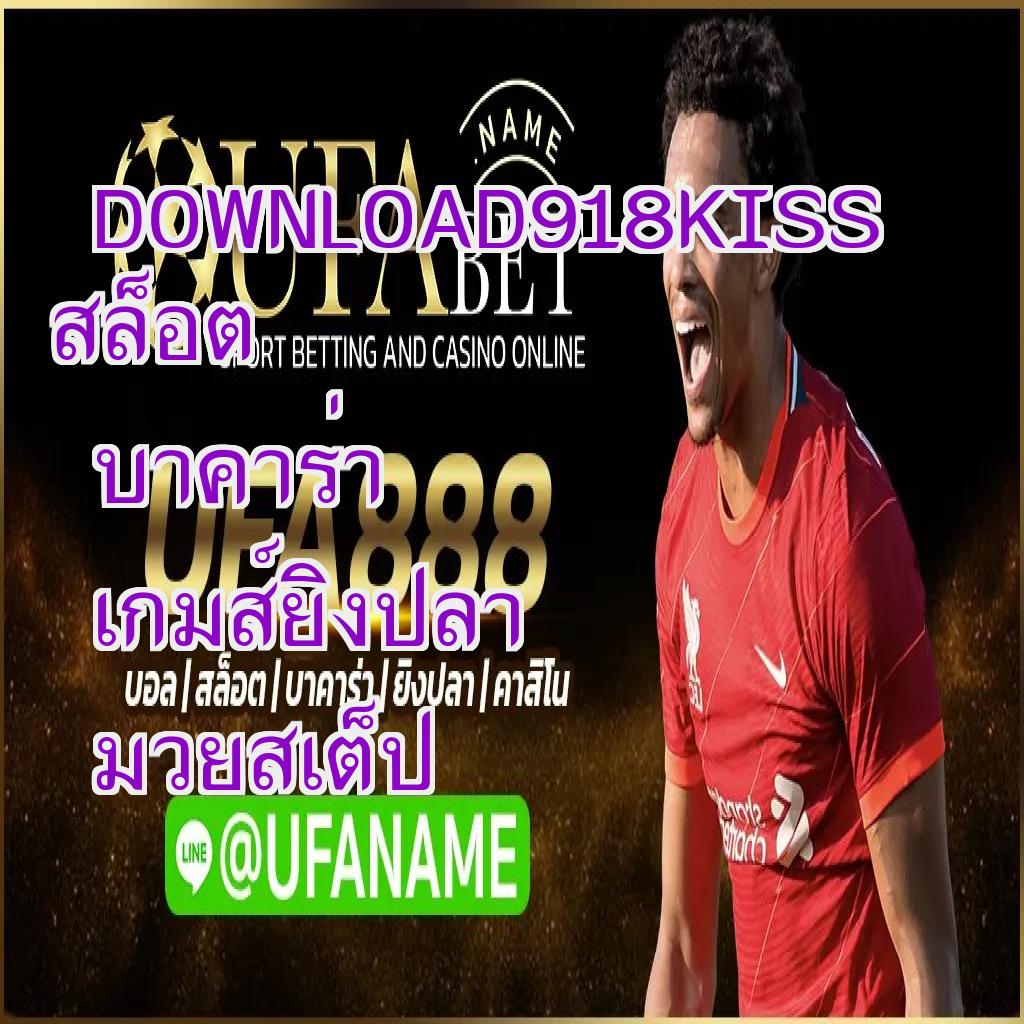 .NAME
UFA
BET
DOWNLOAD918KISS
สล็อต
SPORT BETTING AND CASINO ONLINE
บาคาร่า
UFA888
เกมส์ยิงปลา
บอล|สล็อต|บาคาร่า|ยิงปลา|คาสิโน
มวยสเต็ป
LINE @UFANAME